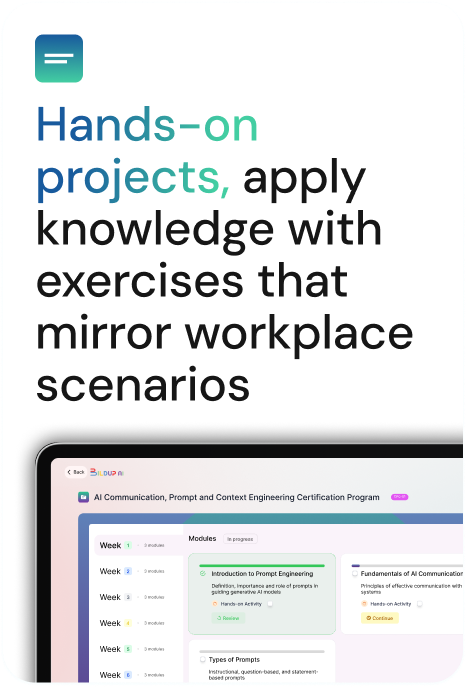 Hands-on
projects, apply
knowledge with
exercises that
mirror workplace
scenarios
Back
BUILDUP AI
AI Communication, Prompt and Context Engineering Certification Program
Week 1 3 modules
Week 2 3 modules
Week 3 3 modules
Week 4 3 modules
Week 5 3 modules
Week 6 3 modules
Modules In progress
Introduction to Prompt Engineering
Definition, importance and role of prompts in
guiding generative AI models
Hands-on Activity
Review
Fundamentals of AI Communication
Principles of effective communication with
systems
Hands-on Activity
Continue
Types of Prompts
Instructional, question-based, and statement-
based prompts